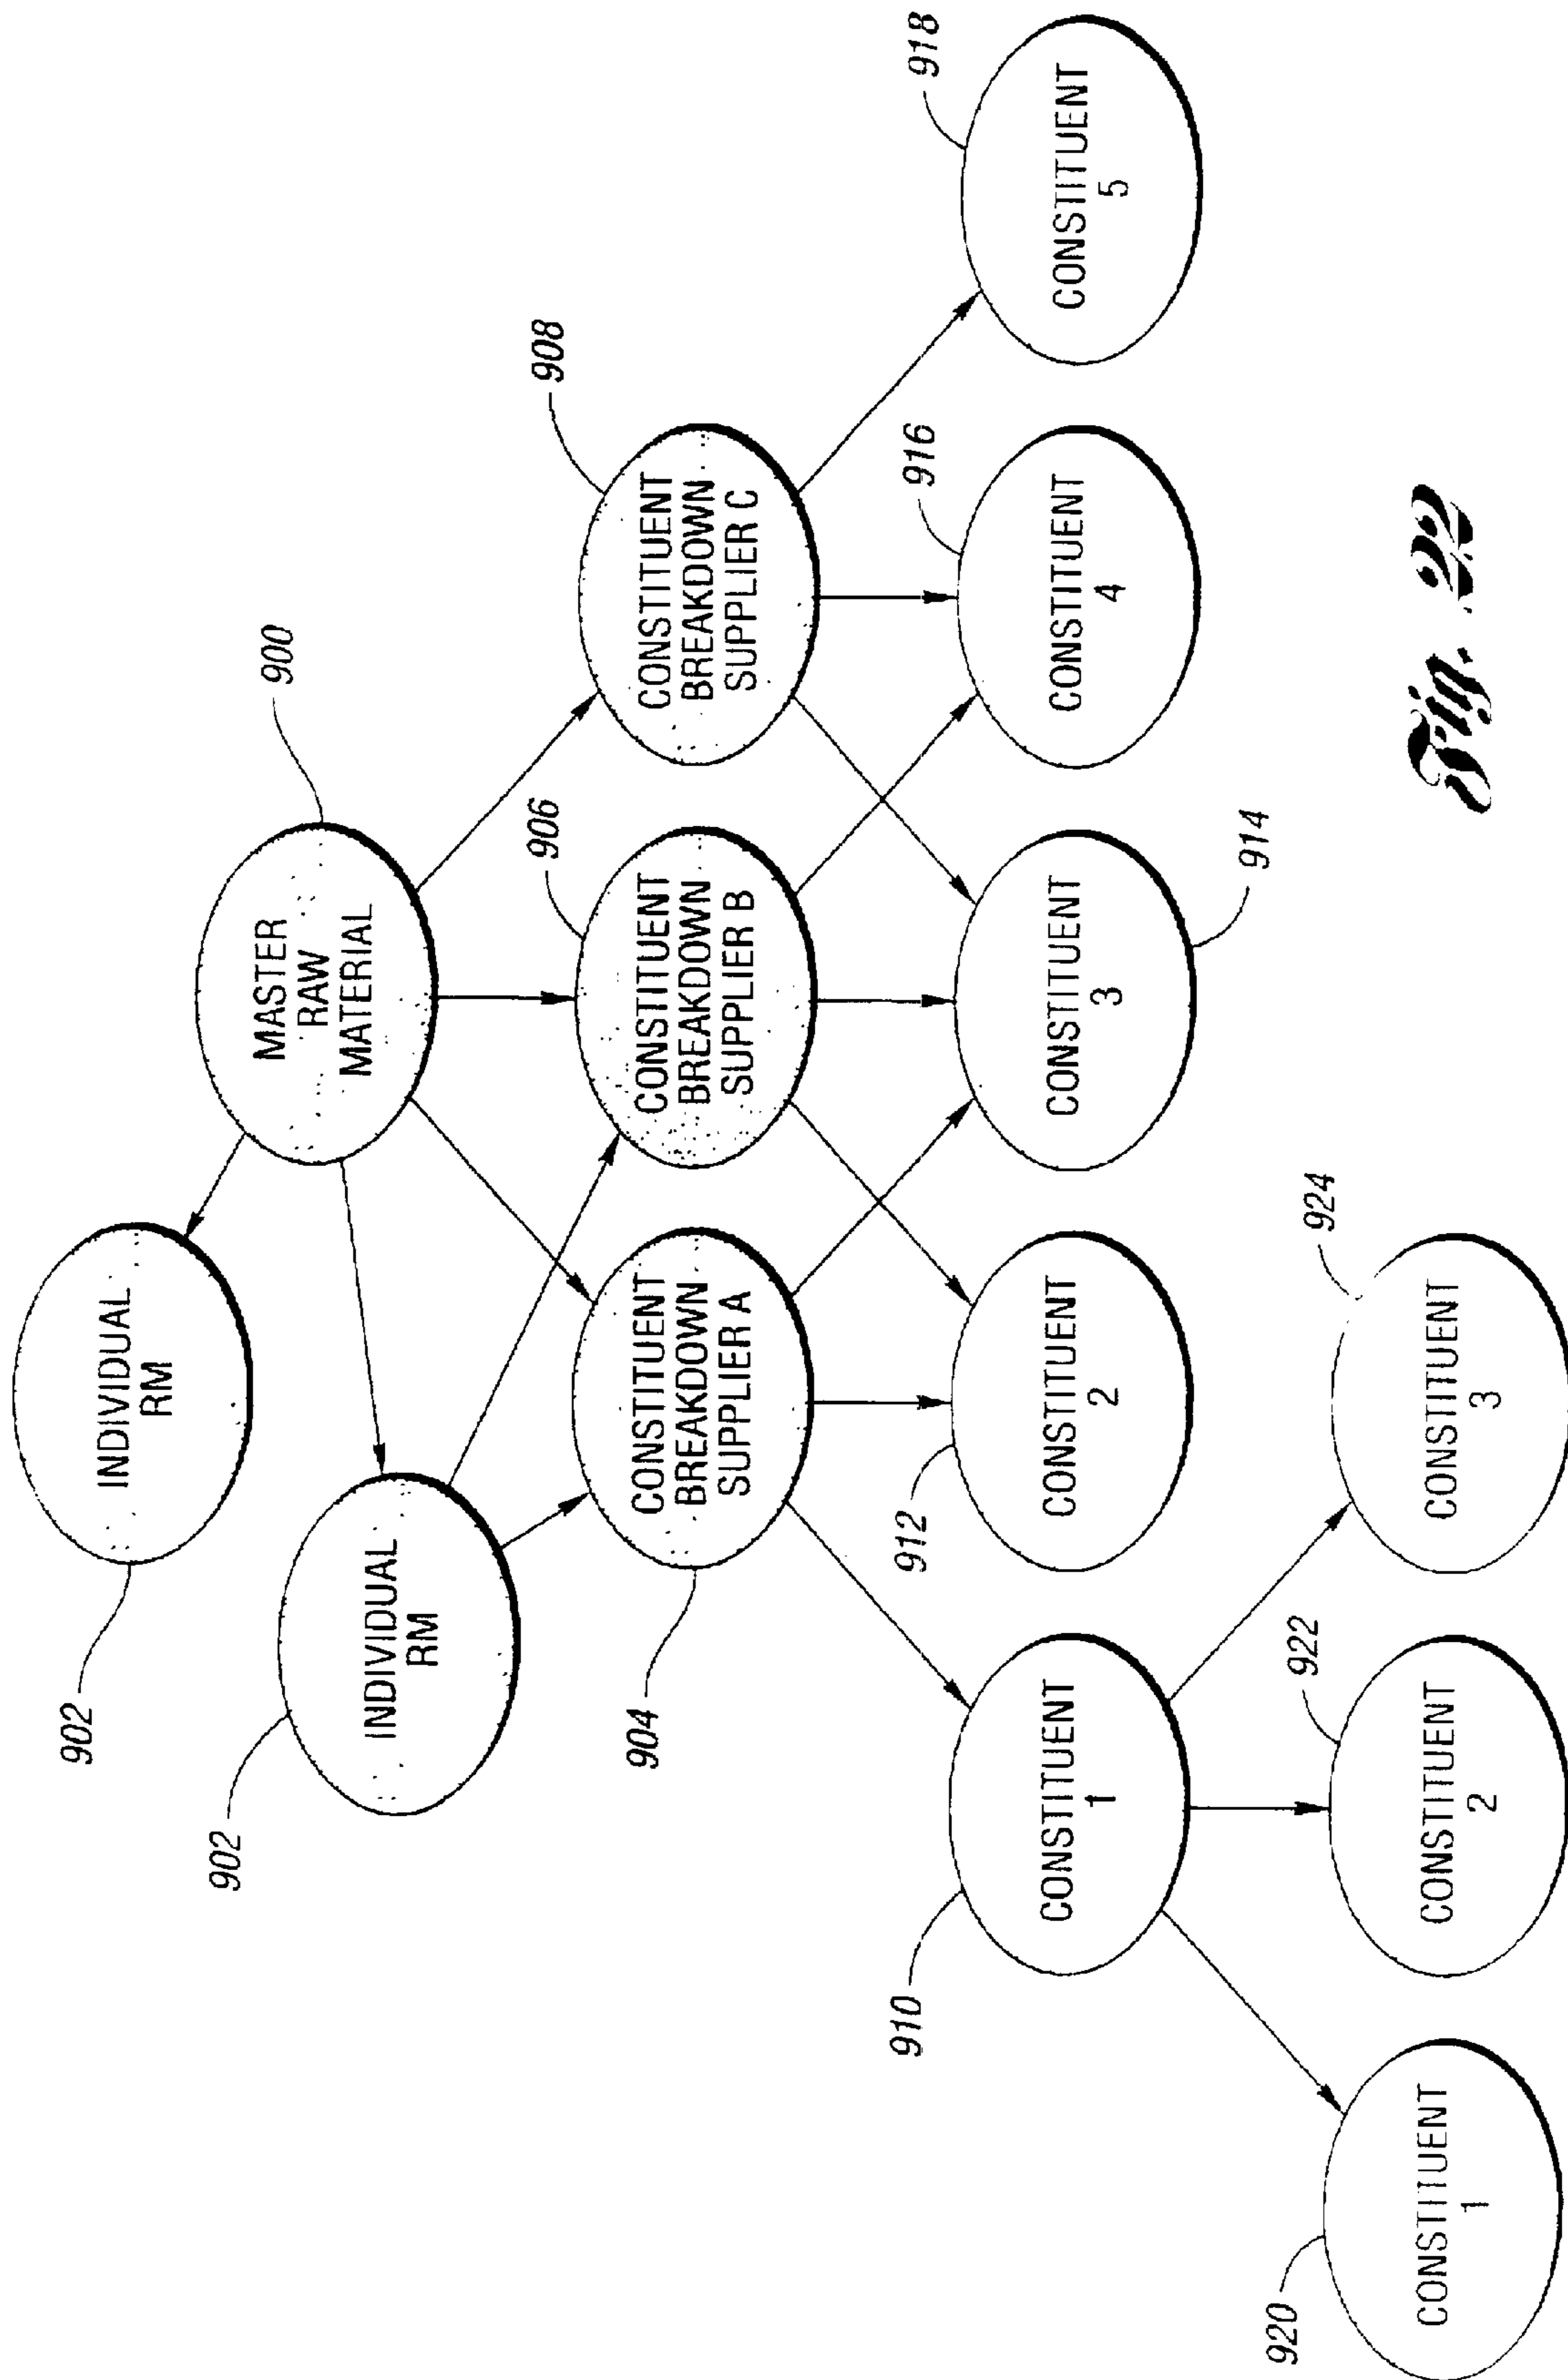 902
INDIVIDUAL
RM
902
INDIVIDUAL
RM
MASTER
RAW
MATERIAL
900
904
CONSTITUENT
BREAKDOWN
SUPPLIER A
906
CONSTITUENT
BREAKDOWN
SUPPLIER B
908
CONSTITUENT
BREAKDOWN
SUPPLIER C
910
CONSTITUENT
1
912
CONSTITUENT
2
CONSTITUENT
3
914
916
CONSTITUENT
4
918
CONSTITUENT
5
920
CONSTITUENT
1
922
CONSTITUENT
2
924
CONSTITUENT
3
Fig. 22